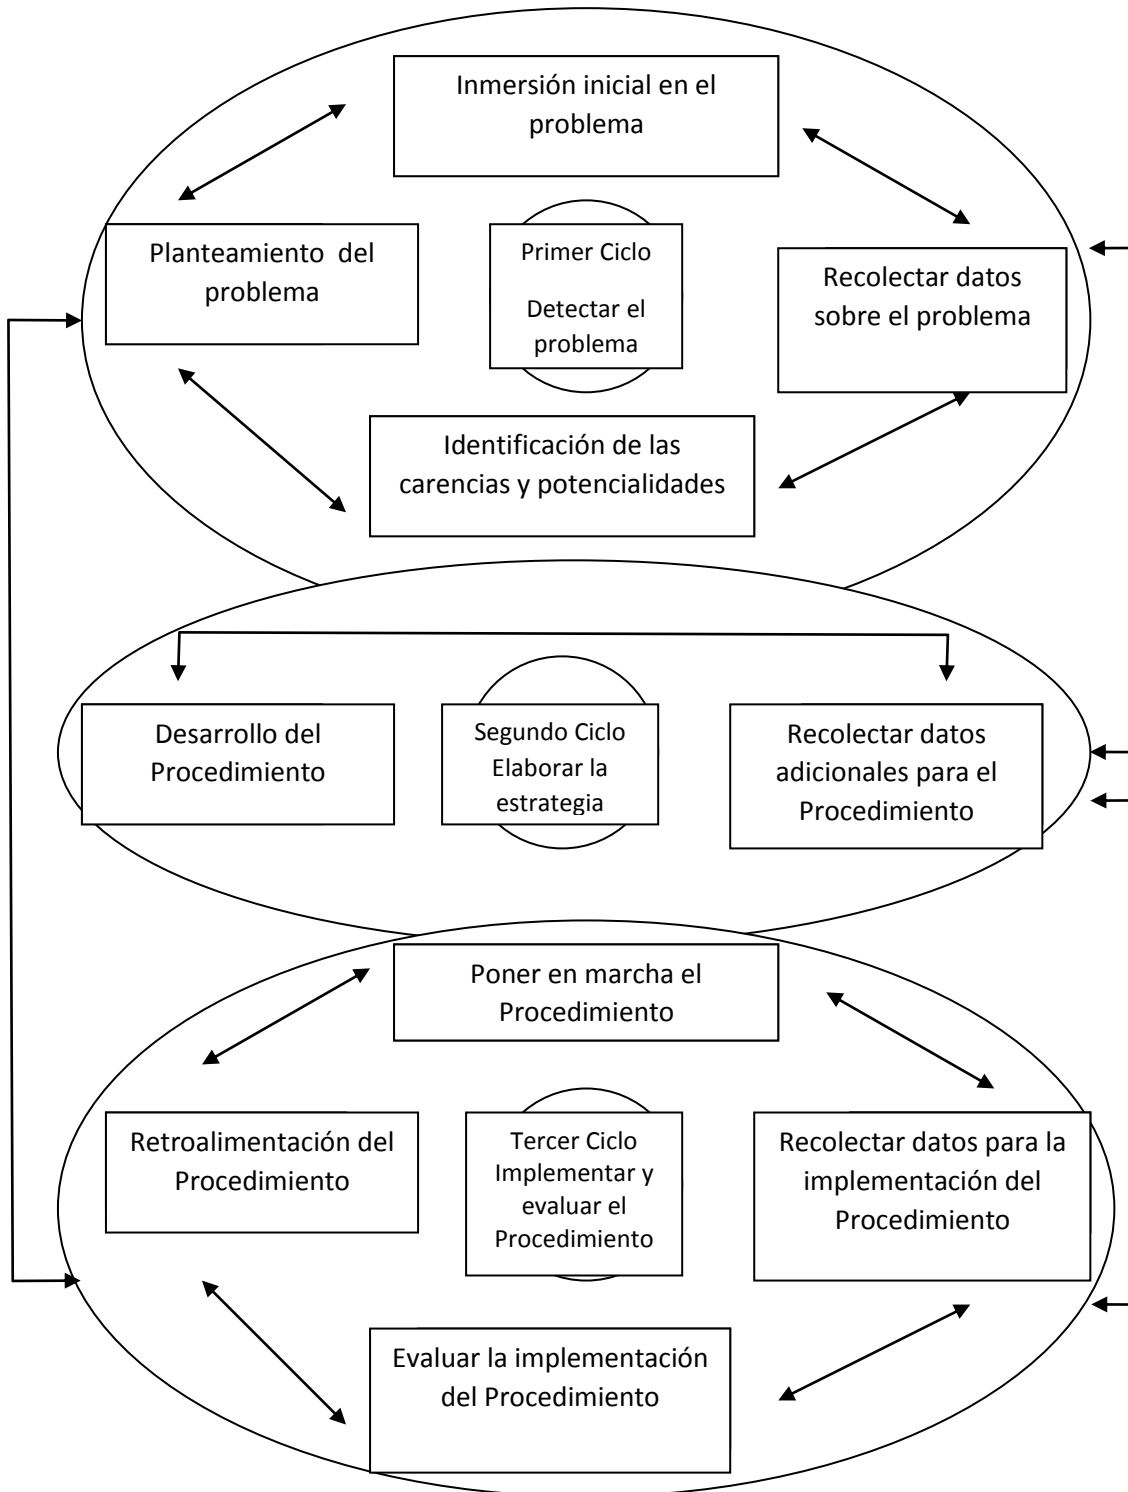 Inmersión inicial en el
problema
Planteamiento del
problema
Primer Ciclo
Detectar el
problema
Recolectar datos
sobre el problema
Identificación de las
carencias y potencialidades
Desarrollo del
Procedimiento
Segundo Ciclo
Elaborar la
estrategia
Recolectar datos
adicionales para el
Procedimiento
Poner en marcha el
Procedimiento
Retroalimentación del
Procedimiento
Tercer Ciclo
Implementar y
evaluar el
Procedimiento
Recolectar datos para la
implementación del
Procedimiento
Evaluar la implementación
del Procedimiento